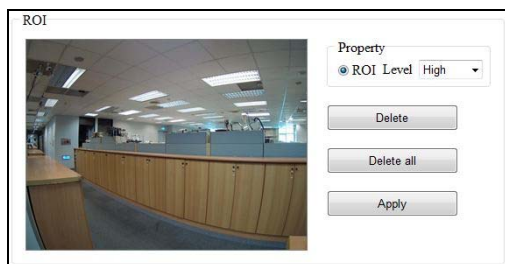 ROI
Property
ROI Level High
Delete
Delete all
Apply